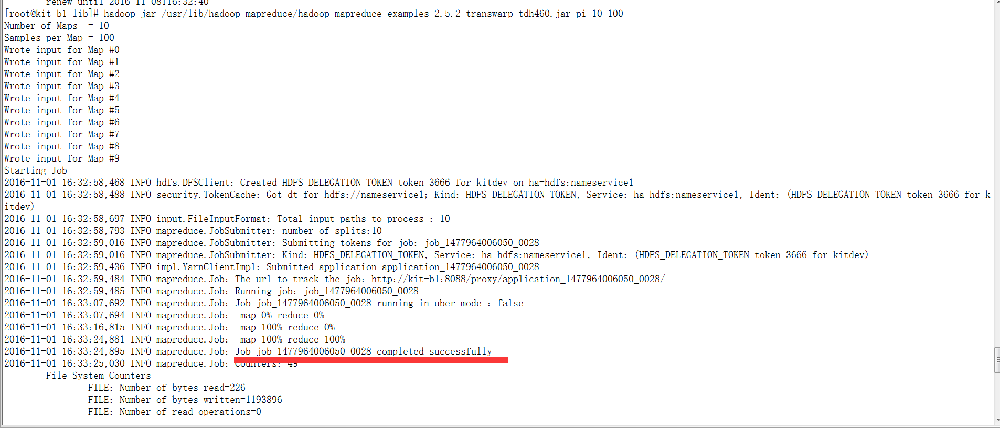 renew until 2016-11-08T16:32:40
[root@kit-b1 lib]# hadoop jar /usr/lib/hadoop-mapreduce/hadoop-mapreduce-examples-2.5.2-transwarp-tdh460.jar pi 10 100
Number of Maps  = 10
Samples per Map = 100
Wrote input for Map #0
Wrote input for Map #1
Wrote input for Map #2
Wrote input for Map #3
Wrote input for Map #4
Wrote input for Map #5
Wrote input for Map #6
Wrote input for Map #7
Wrote input for Map #8
Wrote input for Map #9
Starting Job
2016-11-01 16:32:58,468 INFO hdfs.DFSClient: Created HDFS_DELEGATION_TOKEN token 3666 for kitdev on ha-hdfs:nameservice1
2016-11-01 16:32:58,488 INFO security.TokenCache: Got dt for hdfs://nameservice1; Kind: HDFS_DELEGATION_TOKEN, Service: ha-hdfs:nameservice1, Ident: (HDFS_DELEGATION_TOKEN token 3666 for k
itdev)
2016-11-01 16:32:58,697 INFO input.FileInputFormat: Total input paths to process : 10
2016-11-01 16:32:58,793 INFO mapreduce.JobSubmitter: number of splits:10
2016-11-01 16:32:59,016 INFO mapreduce.JobSubmitter: Submitting tokens for job: job_1477964006050_0028
2016-11-01 16:32:59,016 INFO mapreduce.JobSubmitter: Kind: HDFS_DELEGATION_TOKEN, Service: ha-hdfs:nameservice1, Ident: (HDFS_DELEGATION_TOKEN token 3666 for kitdev)
2016-11-01 16:32:59,436 INFO impl.YarnClientImpl: Submitted application application_1477964006050_0028
2016-11-01 16:32:59,484 INFO mapreduce.Job: The url to track the job: http://kit-b1:8088/proxy/application_1477964006050_0028/
2016-11-01 16:32:59,485 INFO mapreduce.Job: Running job: job_1477964006050_0028
2016-11-01 16:33:07,692 INFO mapreduce.Job: Job job_1477964006050_0028 running in uber mode : false
2016-11-01 16:33:07,694 INFO mapreduce.Job:  map 0% reduce 0%
2016-11-01 16:33:16,815 INFO mapreduce.Job:  map 100% reduce 0%
2016-11-01 16:33:24,881 INFO mapreduce.Job:  map 100% reduce 100%
2016-11-01 16:33:24,895 INFO mapreduce.Job: Job job_1477964006050_0028 completed successfully
2016-11-01 16:33:25,030 INFO mapreduce.Job: Counters: 49
File System Counters
FILE: Number of bytes read=226
FILE: Number of bytes written=1193896
FILE: Number of read operations=0